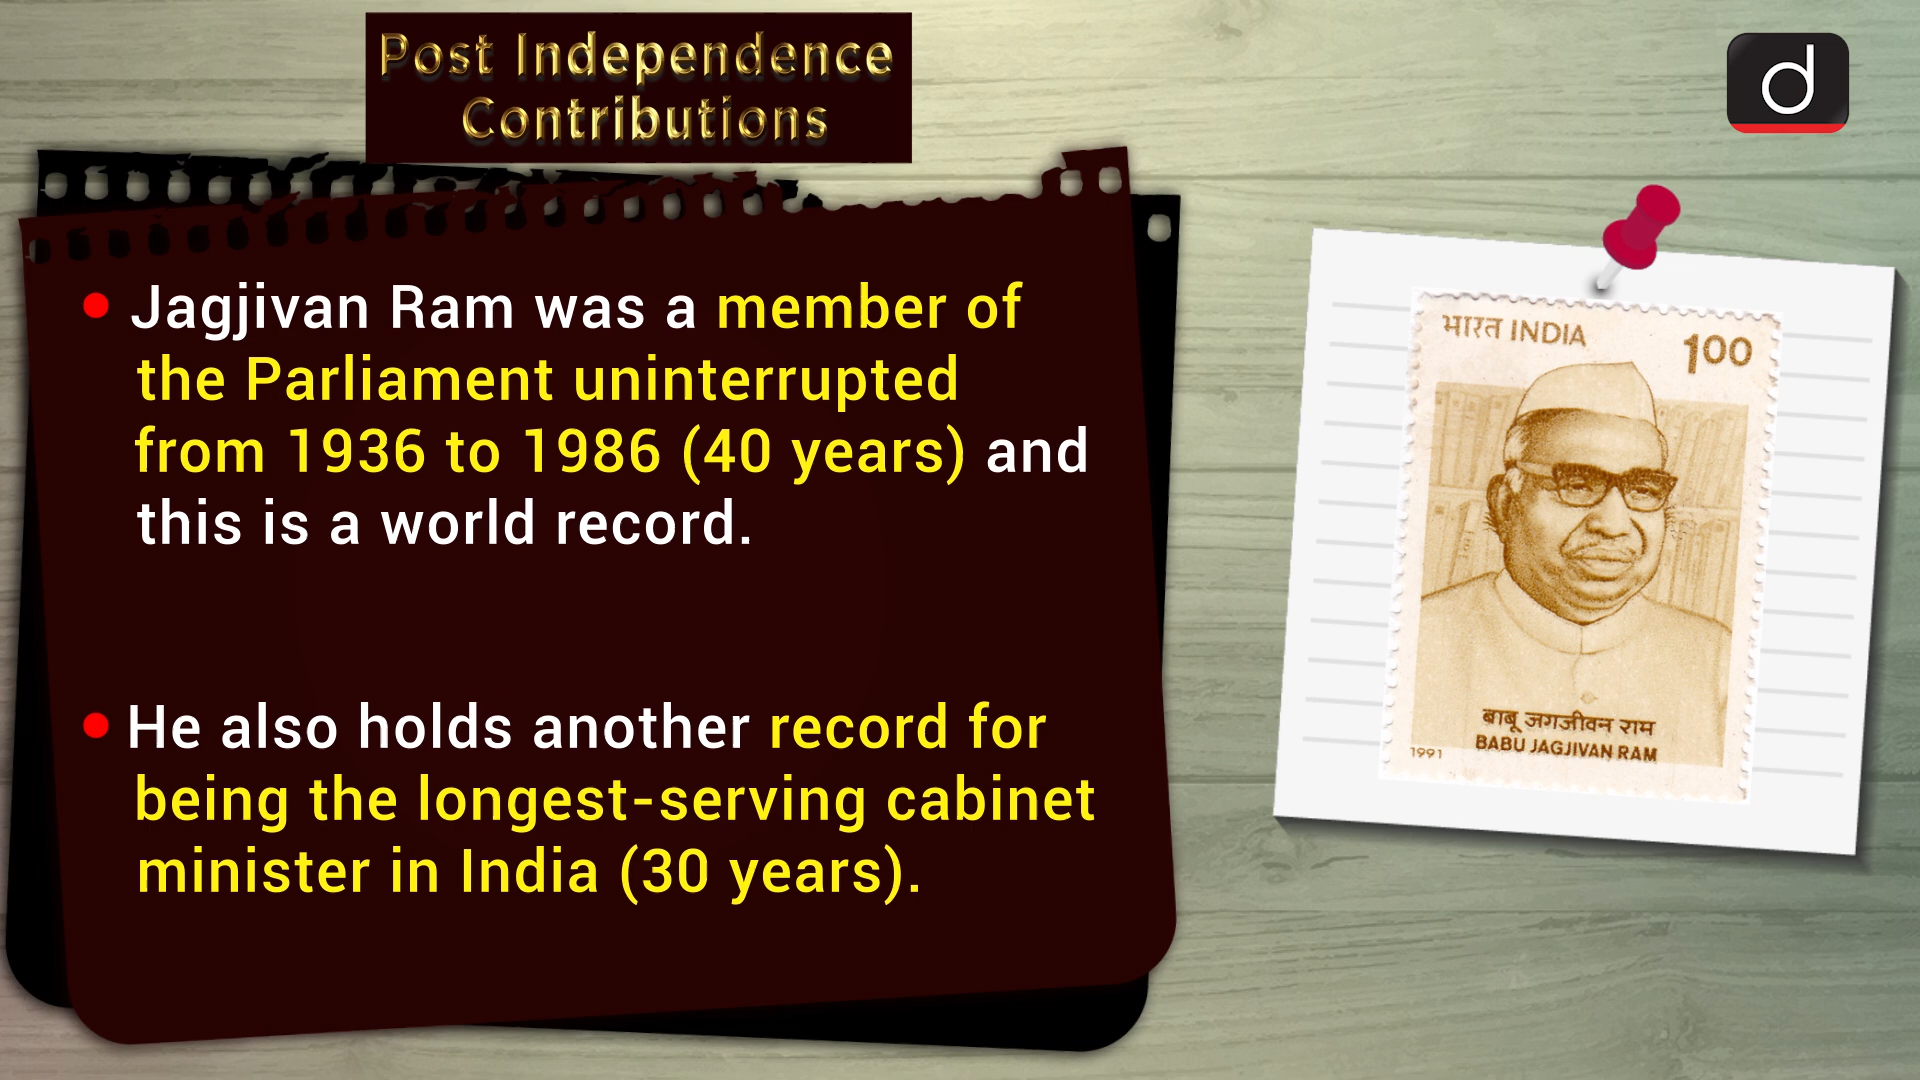 Post Independence
Contributions
d
Jagjivan Ram was a member of
the Parliament uninterrupted
from 1936 to 1986 (40 years) and
this is a world record.
He also holds another record for
being the longest-serving cabinet
minister in India (30 years).
भारत INDIA
100
बाबू जगजीवन राम
BABU JAGJIVAN RAM
1991